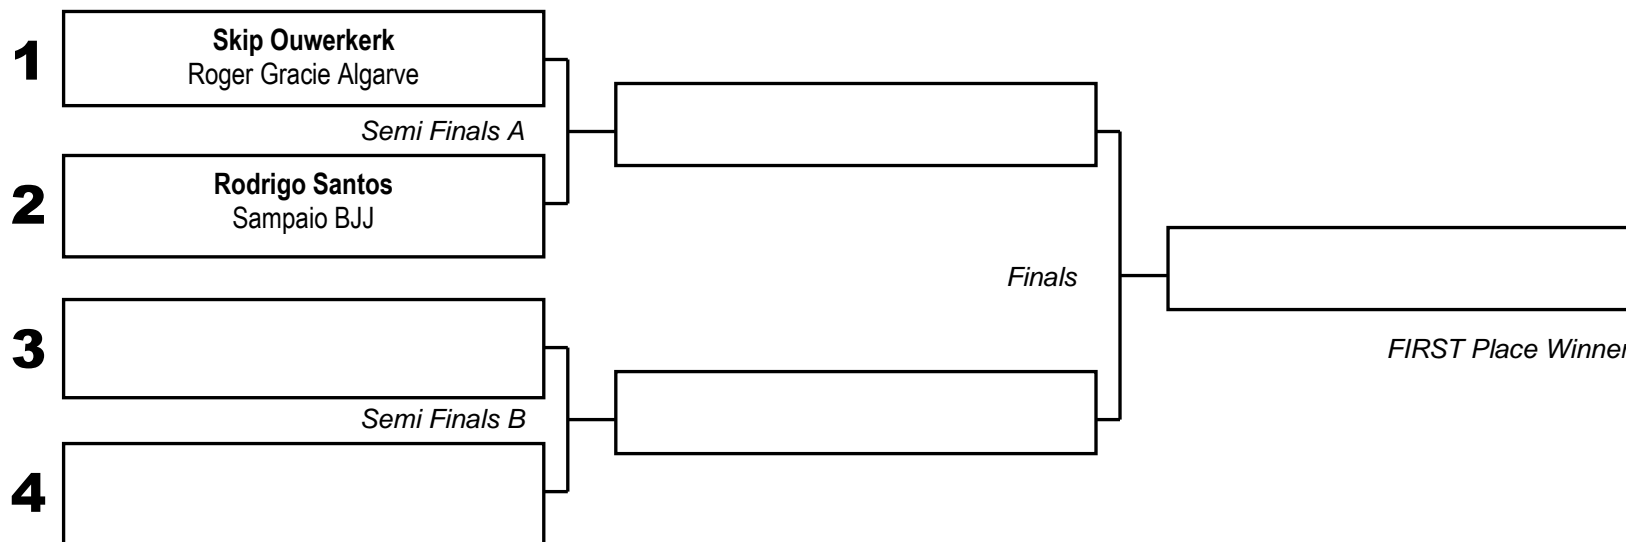 1
Skip Ouwerkerk
Roger Gracie Algarve
Semi Finals A
2
Rodrigo Santos
Sampaio BJJ
Finals
3
FIRST Place Winner
Semi Finals B
4